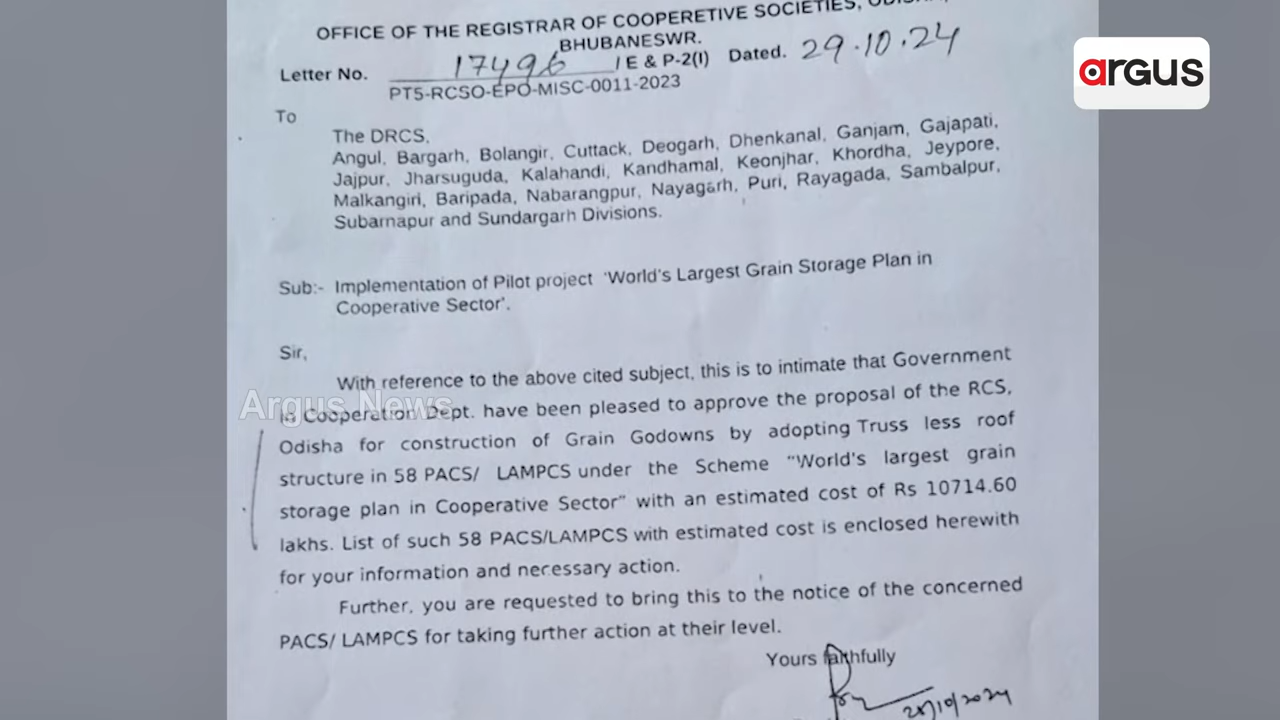 OFFICE OF THE REGISTRAR OF COOPERETIVE SOCIETIES,
BHUBANESWR.
Letter No. 17496 / E & P-2(I) Dated. 29.10.24
PT5-RCSO-EPO-MISC-0011-2023
argus
To
The DRCS,
Angul, Bargarh, Bolangir, Cuttack, Deogarh, Dhenkanal, Ganjam, Gajapati,
Jajpur, Jharsuguda, Kalahandi, Kandhamal, Keonjhar, Khordha, Jeypore,
Malkangiri, Baripada, Nabarangpur, Nayagarh, Puri, Rayagada, Sambalpur,
Subarnapur and Sundargarh Divisions.
Sub:- Implementation of Pilot project 'World's Largest Grain Storage Plan in
Cooperative Sector'.
Sir,
With reference to the above cited subject, this is to intimate that Government
Argus News
in Cooperation Dept. have been pleased to approve the proposal of the RCS,
Odisha for construction of Grain Godowns by adopting Truss less roof
structure in 58 PACS/ LAMPCS under the Scheme "World's largest grain
storage plan in Cooperative Sector" with an estimated cost of Rs 10714.60
lakhs. List of such 58 PACS/LAMPCS with estimated cost is enclosed herewith
for your information and necessary action.
Further, you are requested to bring this to the notice of the concerned
PACS/ LAMPCS for taking further action at their level.
Yours faithfully